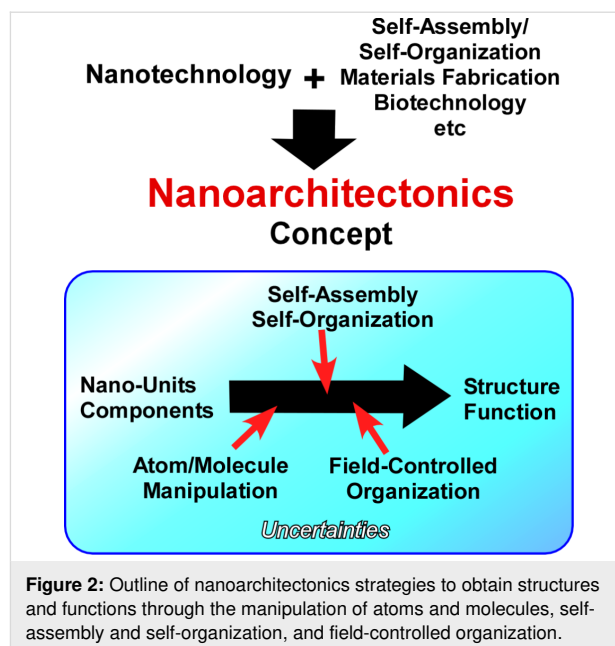 Nanotechnology +
Self-Assembly/
Self-Organization
Materials Fabrication
Biotechnology
etc
Nanoarchitectonics
Concept
Self-Assembly
Self-Organization
Nano-Units
Components
Structure
Function
Atom/Molecule
Manipulation
Field-Controlled
Organization
Uncertainties
Figure 2: Outline of nanoarchitectonics strategies to obtain structures
and functions through the manipulation of atoms and molecules, self-
assembly and self-organization, and field-controlled organization.